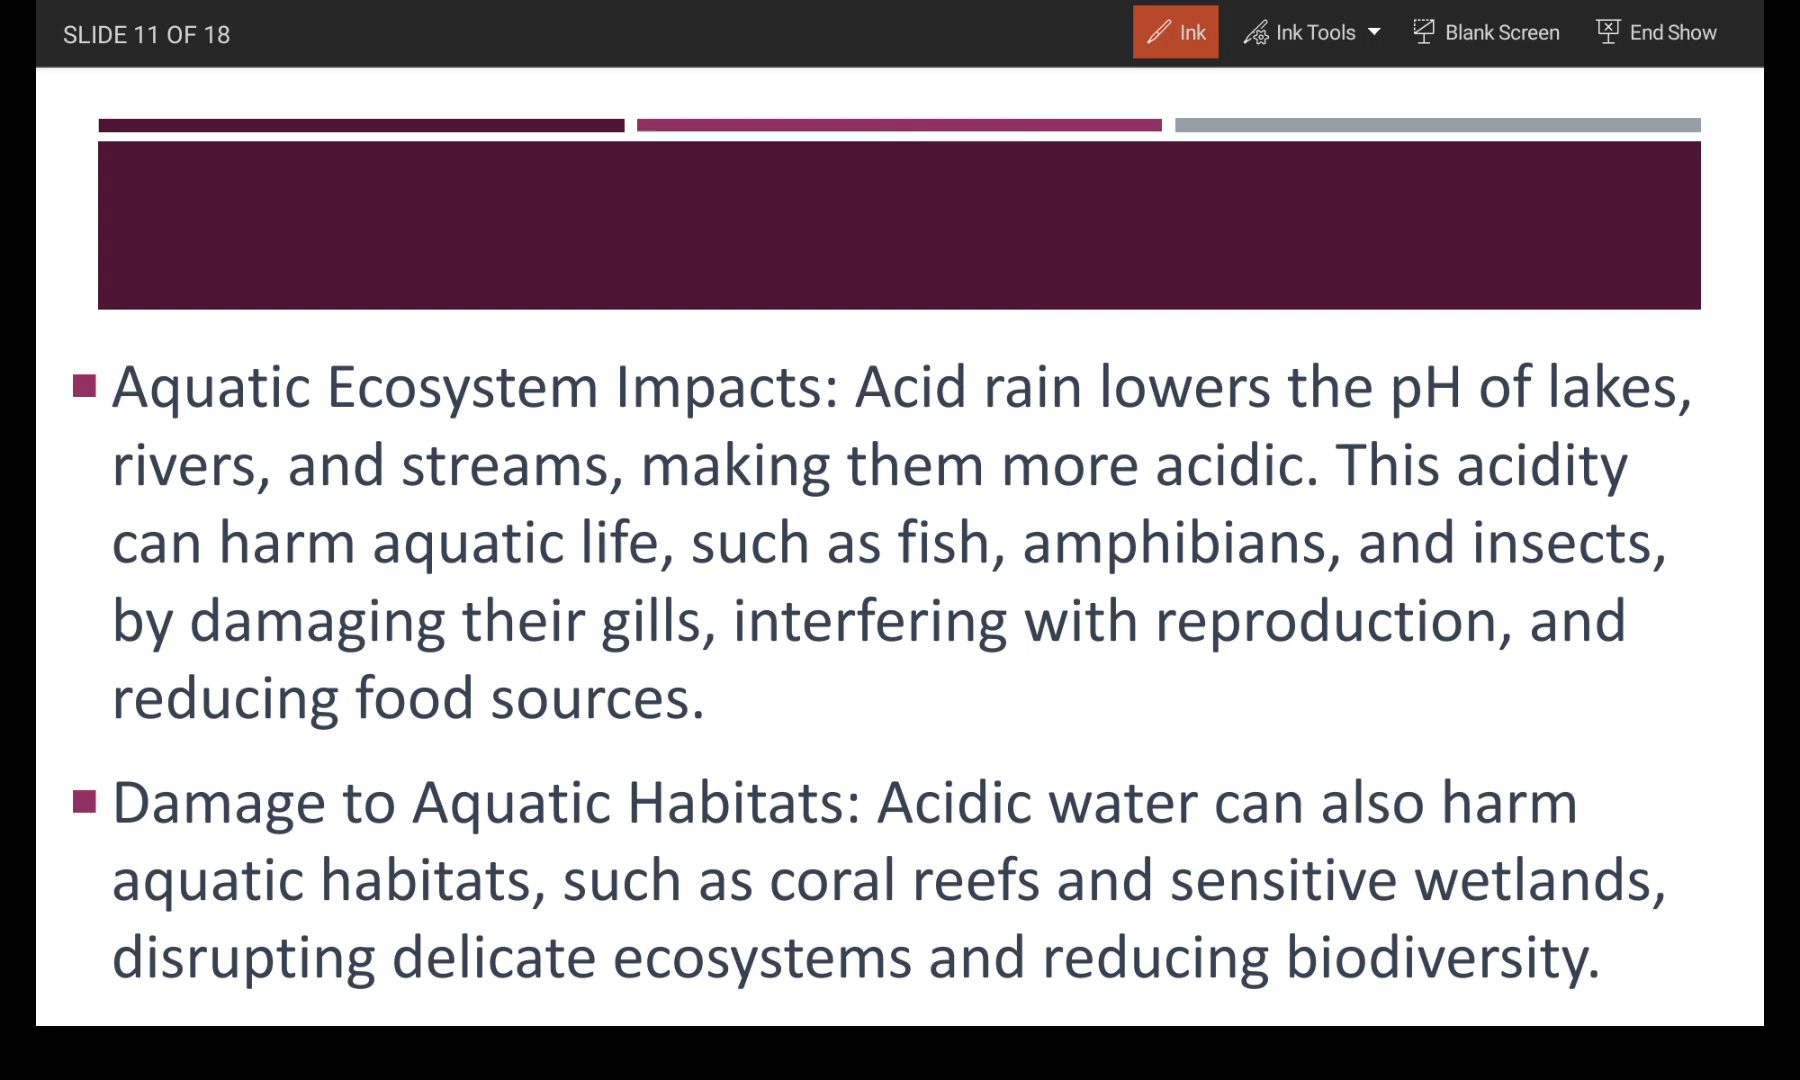 SLIDE 11 OF 18
Ink
Ink Tools
Blank Screen
End Show
Aquatic Ecosystem Impacts: Acid rain lowers the pH of lakes,
rivers, and streams, making them more acidic. This acidity
can harm aquatic life, such as fish, amphibians, and insects,
by damaging their gills, interfering with reproduction, and
reducing food sources.
Damage to Aquatic Habitats: Acidic water can also harm
aquatic habitats, such as coral reefs and sensitive wetlands,
disrupting delicate ecosystems and reducing biodiversity.